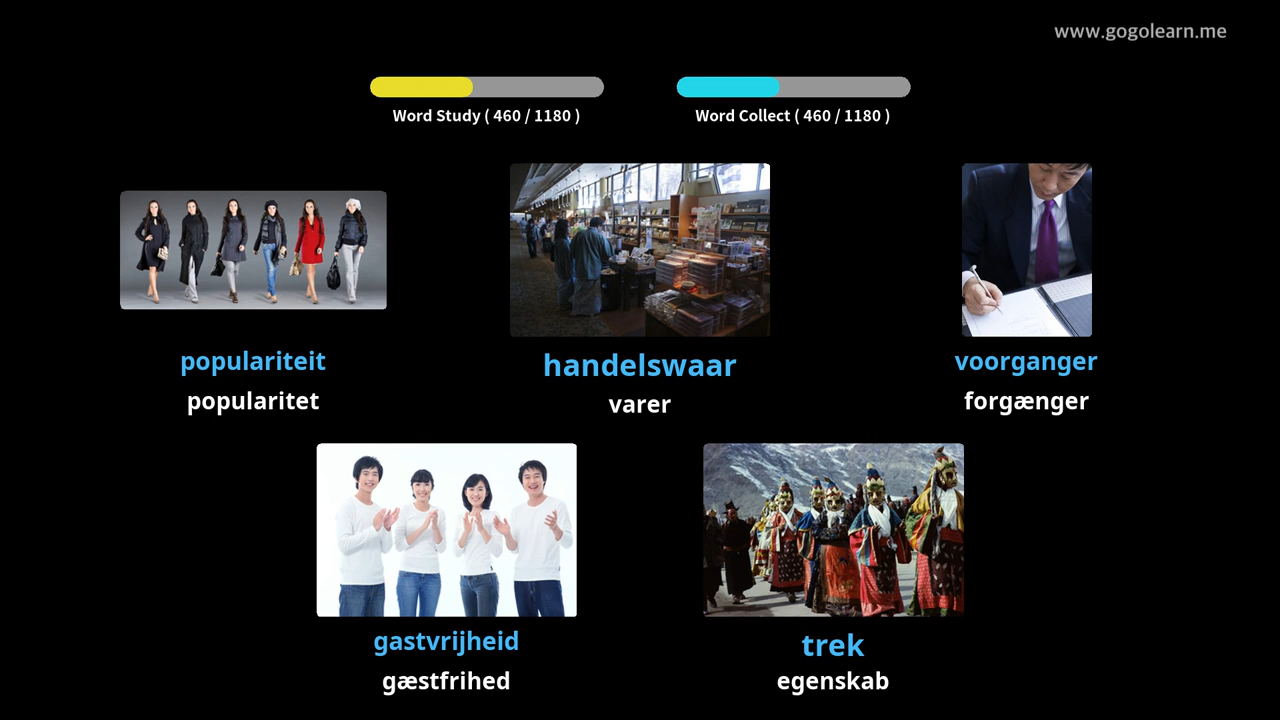 www.gogolearn.me
Word Study ( 460 / 1180 )
Word Collect ( 460 / 1180 )
populariteit
popularitet
handelswaar
varer
voorganger
forgænger
gastvrijheid
gæstfrihed
trek
egenskab